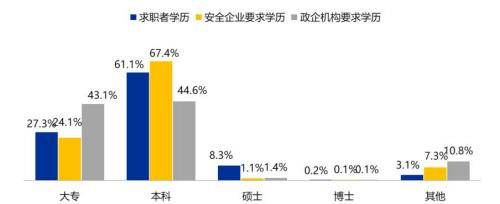 求职者学历 安全企业要求学历 政企机构要求学历
67.4%
61.1%
43.1% 44.6%
27.3% 24.1%
8.3% 1.1% 1.4% 0.2% 0.1% 0.1% 3.1% 7.3% 10.8%
大专 本科 硕士 博士 其他